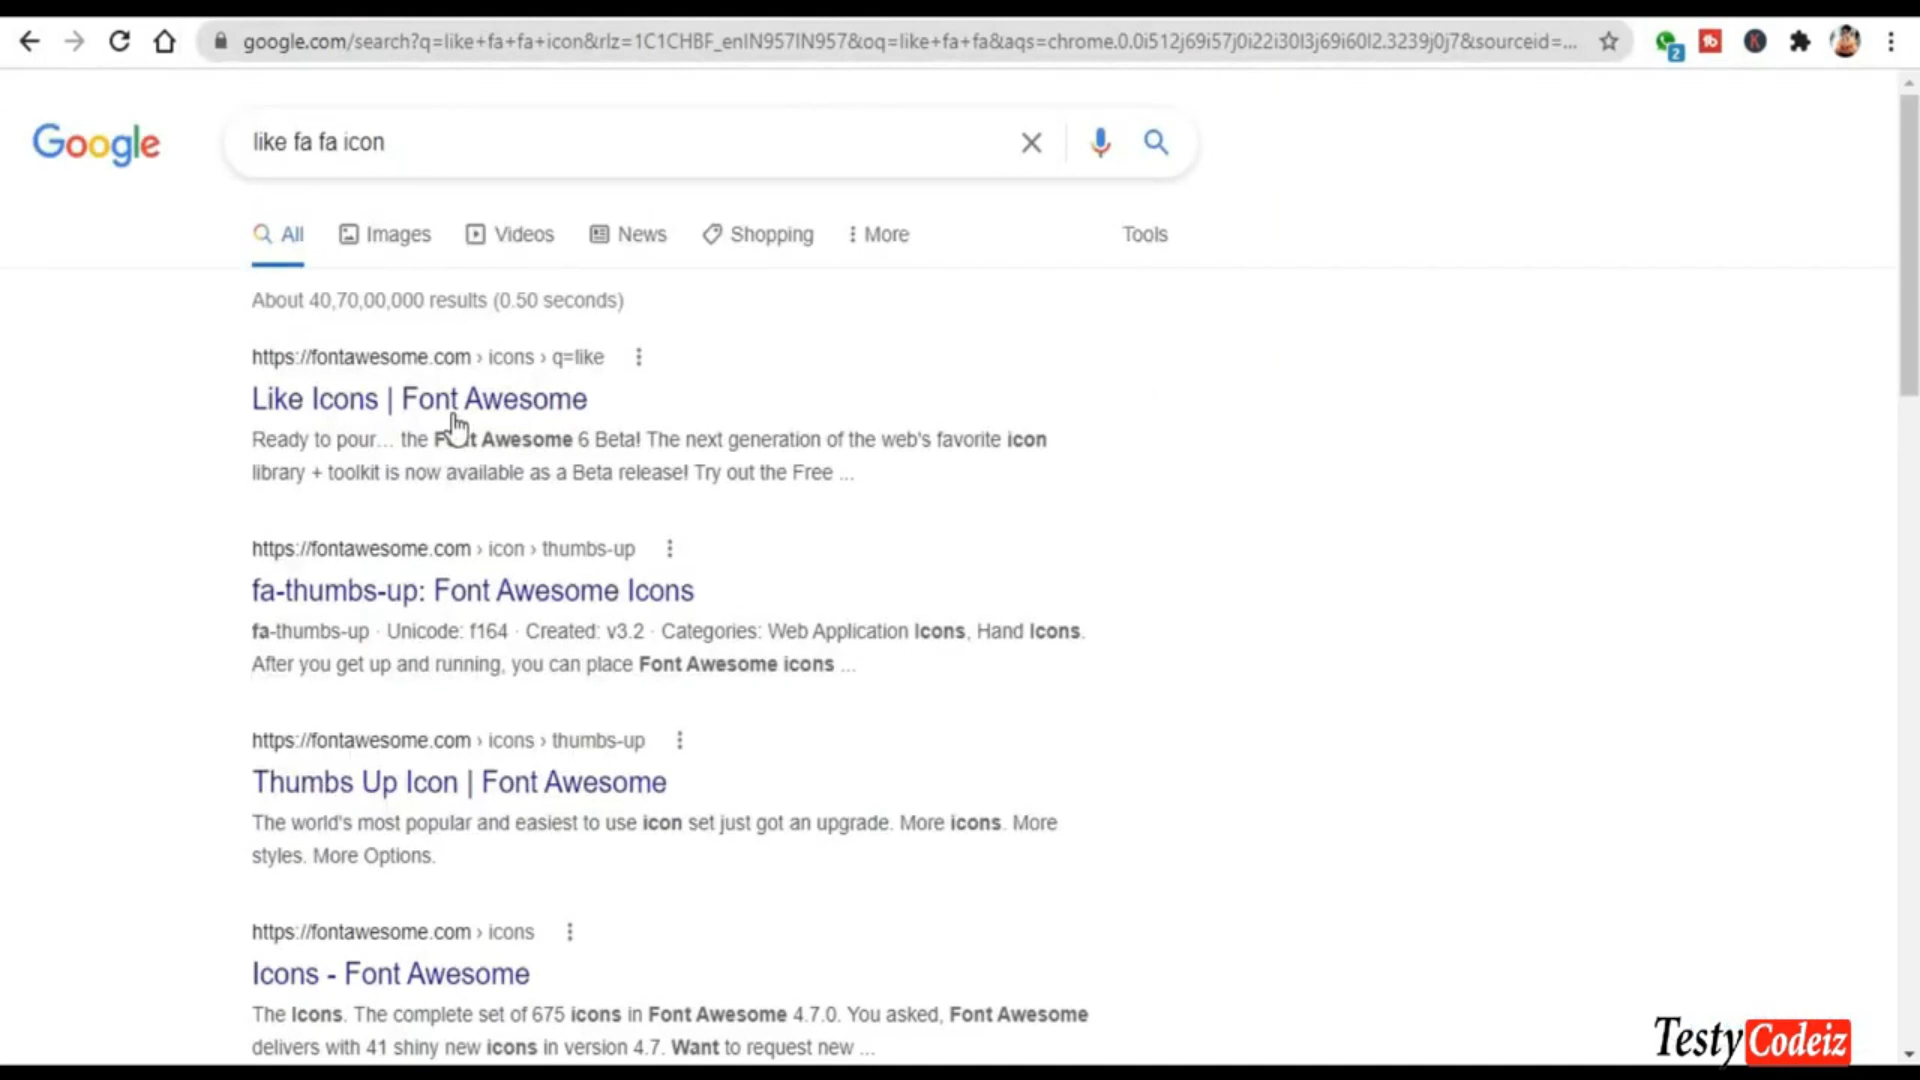 google.com/search?q=like+fa+fa+icon&rlz=1C1CHBF_enIN957IN957&oq=like+fa+fa&aqs=chrome.0.0i512j69i57j0i22i30l3j69i60l2.3239j0j7&sourceid=...
2
Google
like fa fa icon
All Images Videos News Shopping More Tools
About 40,70,00,000 results (0.50 seconds)
https://fontawesome.com › icons › q=like
Like Icons | Font Awesome
Ready to pour... the Font Awesome 6 Beta! The next generation of the web's favorite icon
library + toolkit is now available as a Beta release! Try out the Free ...
https://fontawesome.com › icon › thumbs-up
fa-thumbs-up: Font Awesome Icons
fa-thumbs-up · Unicode: f164 · Created: v3.2 · Categories: Web Application Icons, Hand Icons.
After you get up and running, you can place Font Awesome icons ...
https://fontawesome.com › icons › thumbs-up
Thumbs Up Icon | Font Awesome
The world's most popular and easiest to use icon set just got an upgrade. More icons. More
styles. More Options.
https://fontawesome.com › icons
Icons - Font Awesome
The Icons. The complete set of 675 icons in Font Awesome 4.7.0. You asked, Font Awesome
delivers with 41 shiny new icons in version 4.7. Want to request new ...
Testy Codeiz